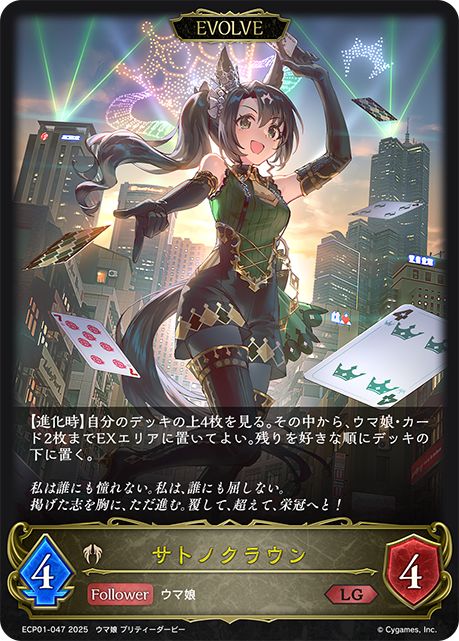 EVOLVE
7
4
【進化時】自分のデッキの上4枚を見る。その中から、ウマ娘・カー
ド2枚までEXエリアに置いてよい。残りを好きな順にデッキの
下に置く。
私は誰にも憧れない。私は、誰にも屈しない。
掲げた志を胸に、ただ進む。覆して、超えて、栄冠へと！
サトノクラウン
4
4
Follower ウマ娘
LG
ECP01-047 2025 ウマ娘 プリティーダービー
© Cygames, Inc.